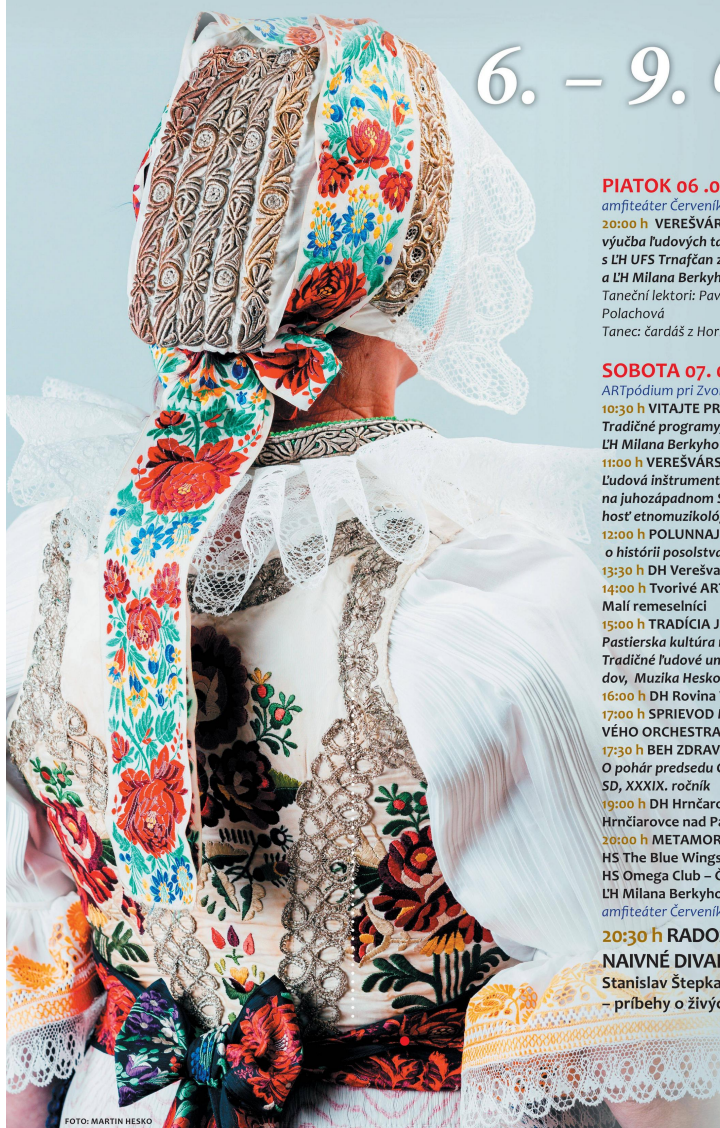 6. – 9.
PIATOK 06 .0
amfiteáter Červeník
20:00 h VEREŠVÁR
výučba ľudových ta
s ĽH UFS Trnafčan z
a ĽH Milana Berkyh
Taneční lektori: Pav
Polachová
Tanec: čardáš z Hor
SOBOTA 07. 0
ARTpódium pri Zvo
10:30 h VITAJTE PR
Tradičné programy
ĽH Milana Berkyho
11:00 h VEREŠVÁRS
Ľudová inštrument
na juhozápadnom S
hosť etnomuzikoló
12:00 h POLUNNAJ
o histórii posolstva
13:30 h DH Verešva
14:00 h Tvorivé ART
Malí remeselníci
15:00 h TRADÍCIA J
Pastierska kultúra
Tradičné ľudové um
dov, Muzika Hesko
16:00 h DH Rovina
17:00 h SPRIEVOD
VÉHO ORCHESTRA
17:30 h BEH ZDRAV
O pohár predsedu
SD, XXXIX. ročník
19:00 h DH Hrnčaro
Hrnčiarovce nad Pa
20:00 h METAMOR
HS The Blue Wings
HS Omega Club – Č
ĽH Milana Berkyho
amfiteáter Červeník
20:30 h RADO
NAIVNÉ DIVAD
Stanislav Štepka
– príbehy o živýc
FOTO: MARTIN HESKO